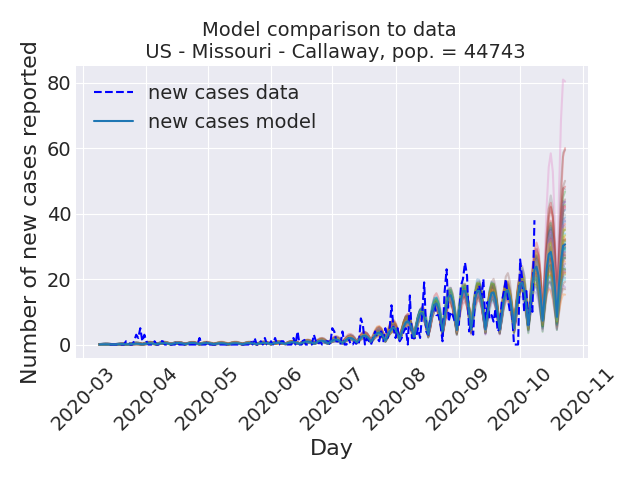 Model comparison to data
US - Missouri - Callaway, pop. = 44743
Number of new cases reported
80
60
40
20
0
new cases data
new cases model
2020-03
2020-04
2020-05
2020-06
2020-07
2020-08
2020-09
2020-10
2020-11
Day